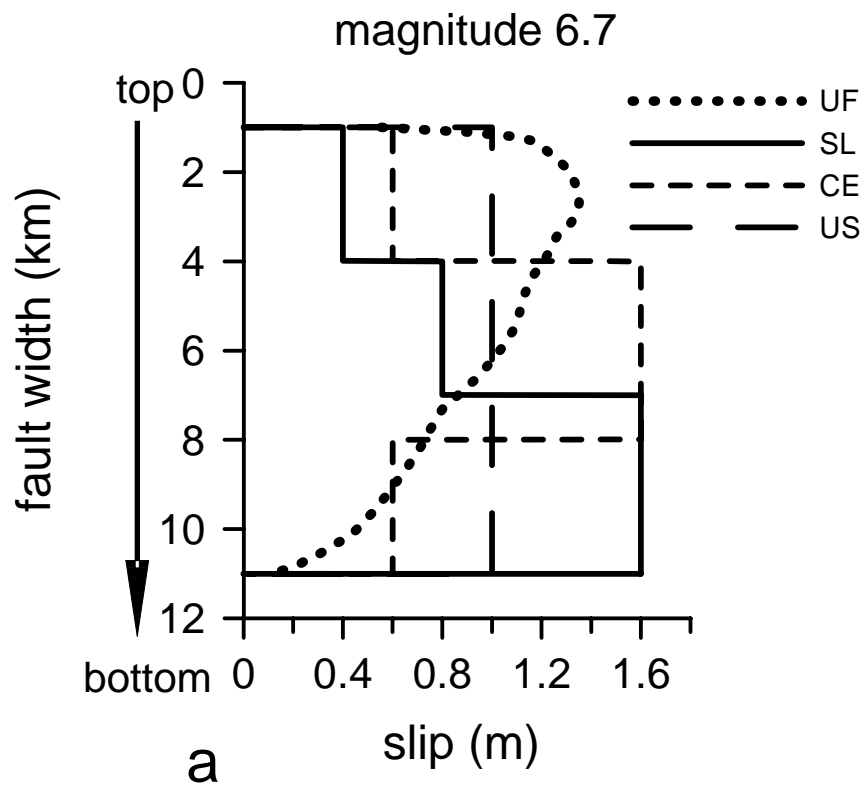 magnitude 6.7
top
0
2
4
6
8
10
12
bottom
fault width (km)
0 0.4 0.8 1.2 1.6
slip (m)
UF
SL
CE
US
a